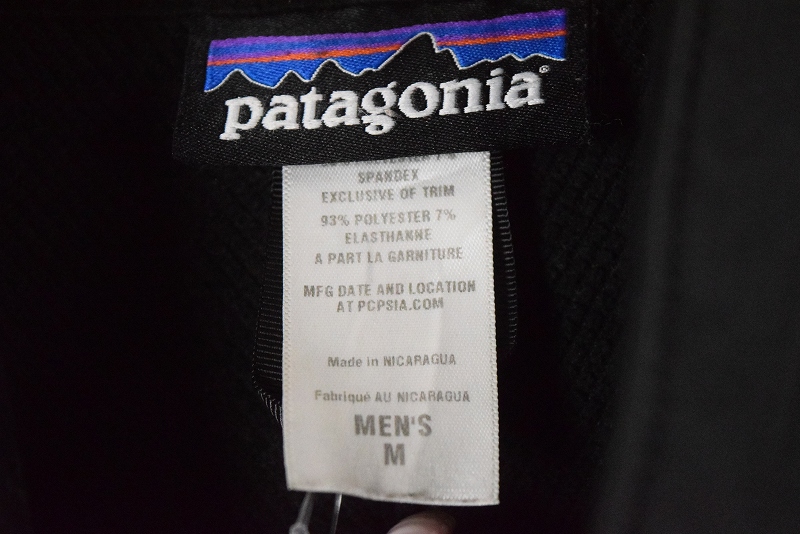 patagonia®
SPANDEX
EXCLUSIVE OF TRIM
93% POLYESTER 7%
ELASTHANNE
A PART LA GARNITURE
MFG DATE AND LOCATION
AT PCPSIA.COM
Made in NICARAGUA
Fabriqué AU NICARAGUA
MEN'S
M